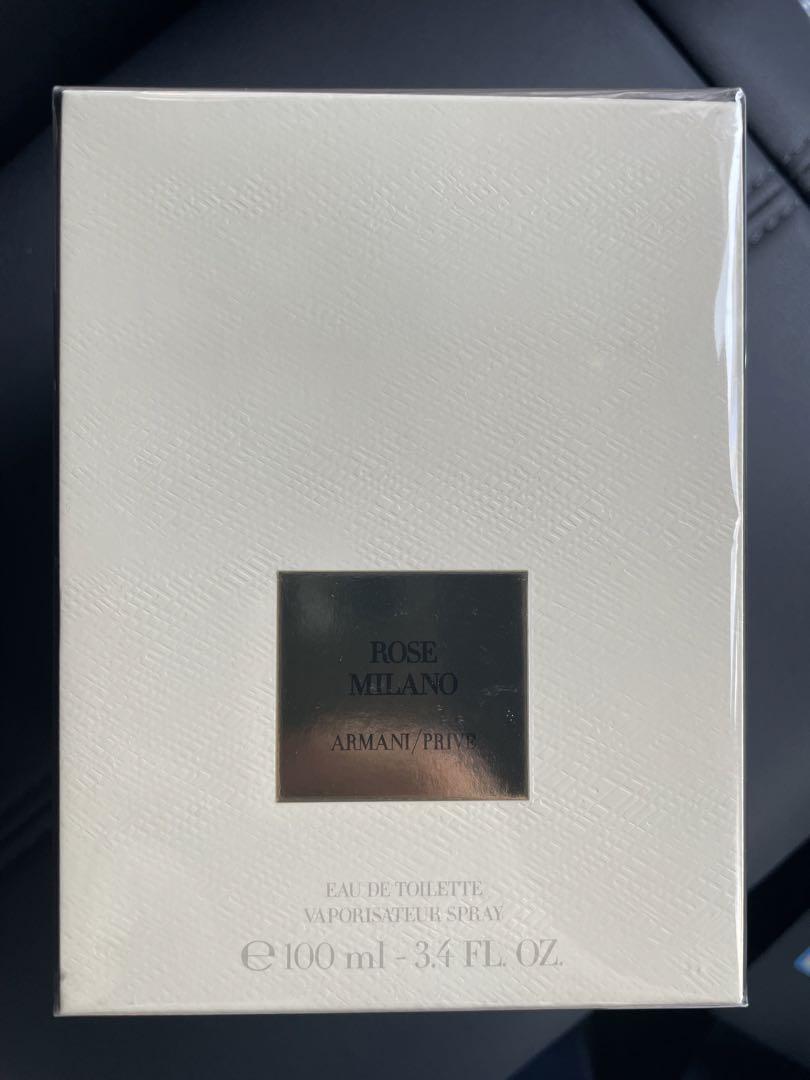 ROSE
MILANO
ARMANI/PRIVE
EAU DE TOILETTE
VAPORISATEUR SPRAY
℮ 100 ml - 3.4 FL. OZ.